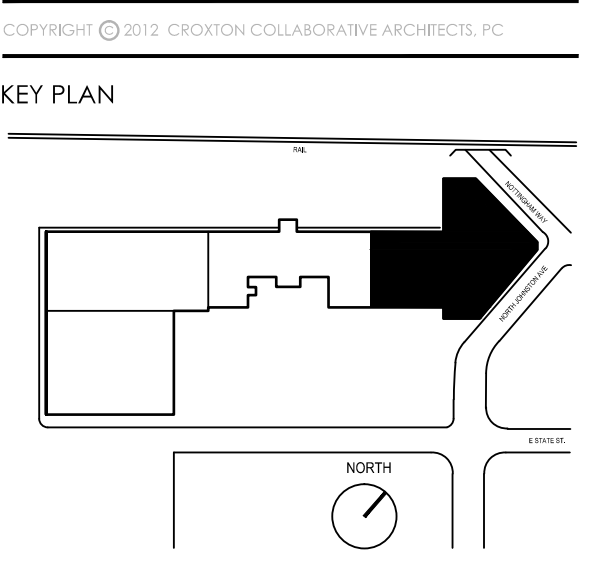 COPYRIGHT © 2012 CROXTON COLLABORATIVE ARCHITECTS, PC
KEY PLAN
RAIL
NOTTINGHAM WAY
NORTH JOHNSTON AVE
E STATE ST.
NORTH